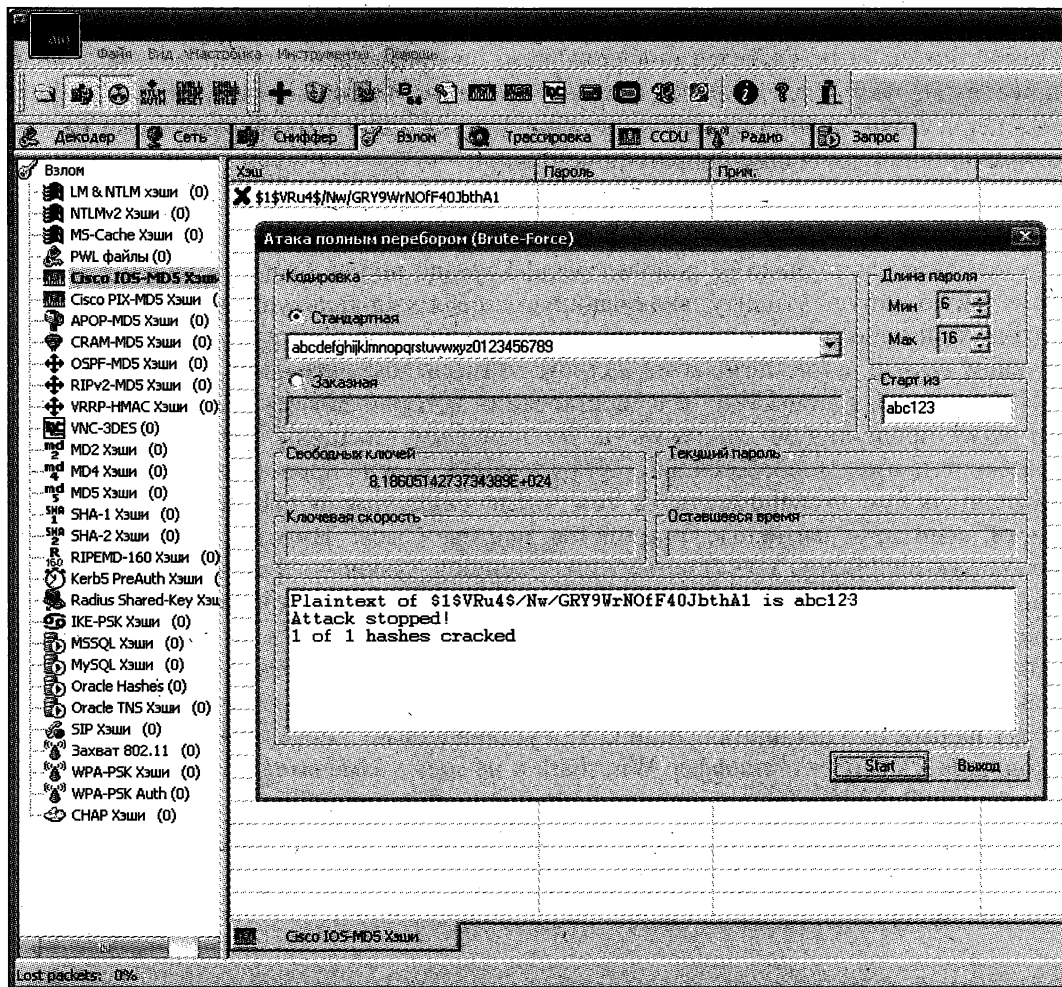 Файл Вид Настройка Инструменты Помощь
Декодер Сеть Сниффер Взлом Трассировка CCDU Радио Запрос
Взлом
LM & NTLM хэши (0)
NTLMv2 Хэши (0)
MS-Cache Хэши (0)
PWL файлы (0)
Cisco IOS-MD5 Хэши
Cisco PIX-MD5 Хэши (
APOP-MD5 Хэши (0)
CRAM-MD5 Хэши (0)
OSPF-MD5 Хэши (0)
RIPv2-MD5 Хэши (0)
VRRP-HMAC Хэши (0)
VNC-3DES (0)
MD2 Хэши (0)
MD4 Хэши (0)
MD5 Хэши (0)
SHA-1 Хэши (0)
SHA-2 Хэши (0)
RIPEMD-160 Хэши (0)
Kerb5 PreAuth Хэши (
Radius Shared-Key Хэш
IKE-PSK Хэши (0)
MSSQL Хэши (0)
MySQL Хэши (0)
Oracle Hashes (0)
Oracle TNS Хэши (0)
SIP Хэши (0)
Захват 802.11 (0)
WPA-PSK Хэши (0)
WPA-PSK Auth (0)
CHAP Хэши (0)
Хэш Пароль Прим.
$1$VRu4$/Nw/GRY9WrNOfF40JbthA1
Атака полным перебором (Brute-Force)
Кодировка
Стандартная
abcdefghijklmnopqrstuvwxyz0123456789
Заказная
Длина пароля
Мин 6
Мак 16
Старт из
abc123
Свободных ключей
8.1860514273734389E+024
Текущий пароль
Ключевая скорость
Оставшееся время
Plaintext of $1$VRu4$/Nw/GRY9WrNOfF40JbthA1 is abc123
Attack stopped!
1 of 1 hashes cracked
Start Выход
Cisco IOS-MD5 Хэши
Lost packets: 0%